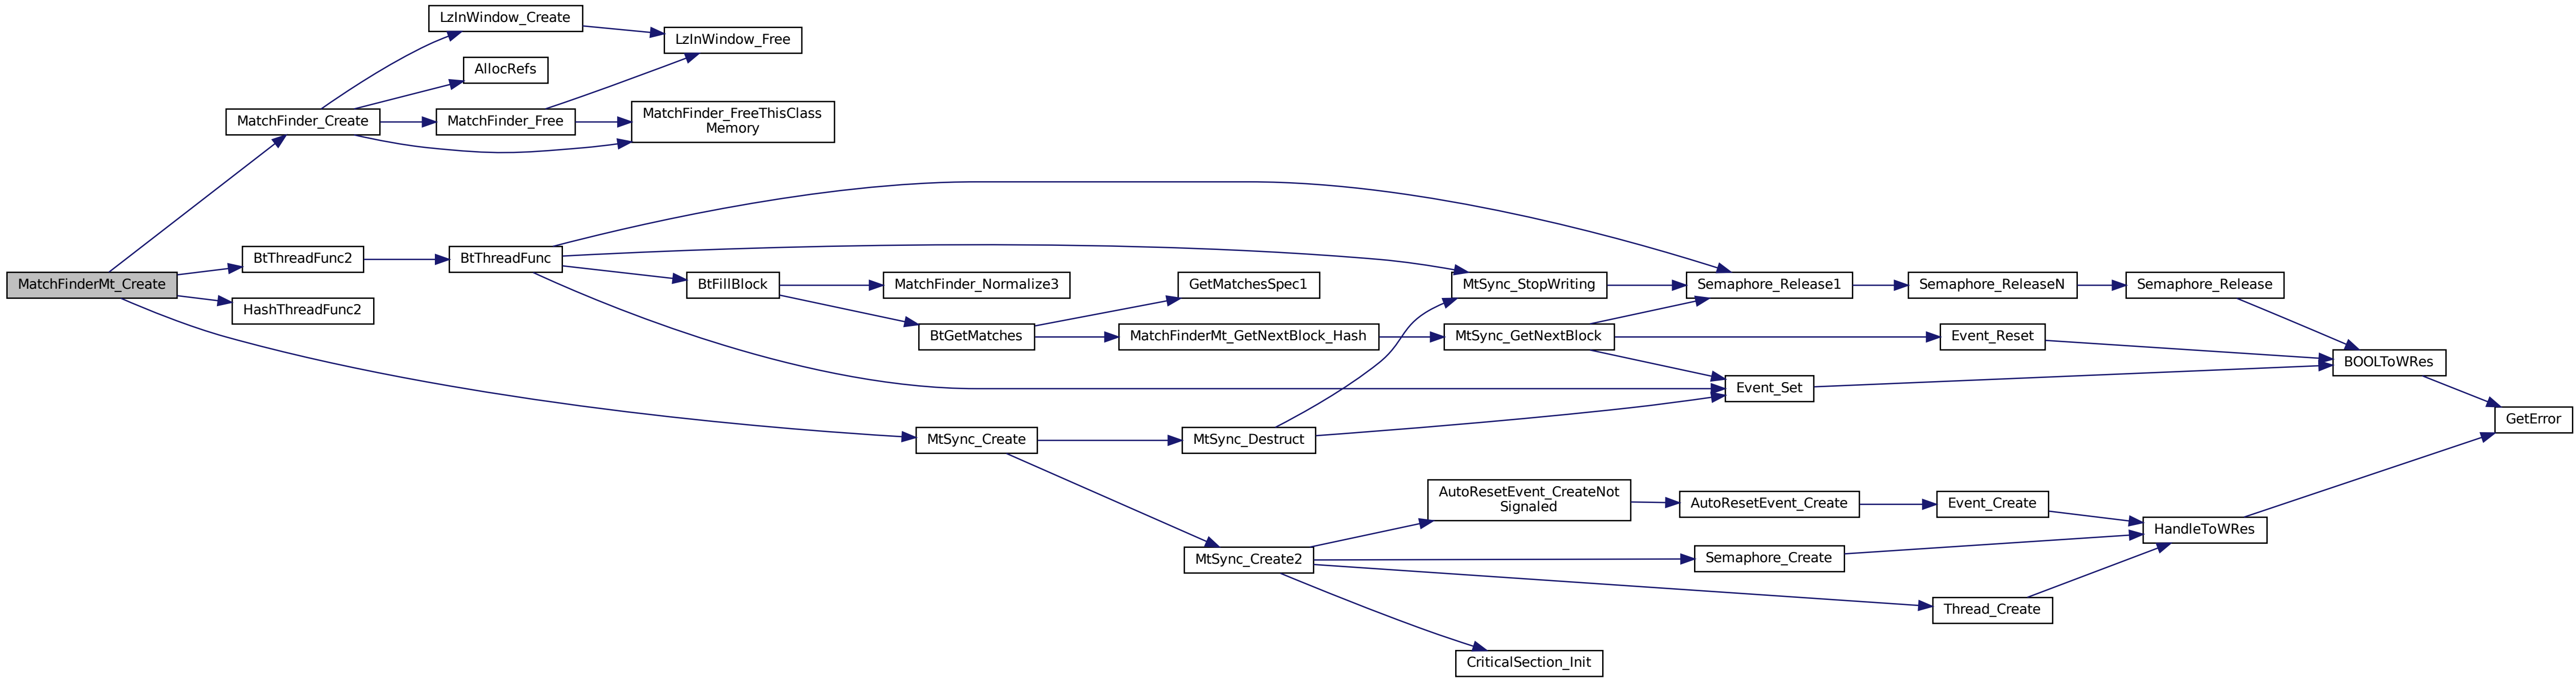 LzInWindow_Create
LzInWindow_Free
AllocRefs
MatchFinder_Create
MatchFinder_Free
MatchFinder_FreeThisClass
Memory
BtThreadFunc2
BtThreadFunc
MatchFinderMt_Create
BtFillBlock
MatchFinder_Normalize3
GetMatchesSpec1
MtSync_StopWriting
Semaphore_Release1
Semaphore_ReleaseN
Semaphore_Release
HashThreadFunc2
BtGetMatches
MatchFinderMt_GetNextBlock_Hash
MtSync_GetNextBlock
Event_Reset
BOOLToWRes
Event_Set
GetError
MtSync_Create
MtSync_Destruct
AutoResetEvent_CreateNot
Signaled
AutoResetEvent_Create
Event_Create
HandleToWRes
MtSync_Create2
Semaphore_Create
Thread_Create
CriticalSection_Init